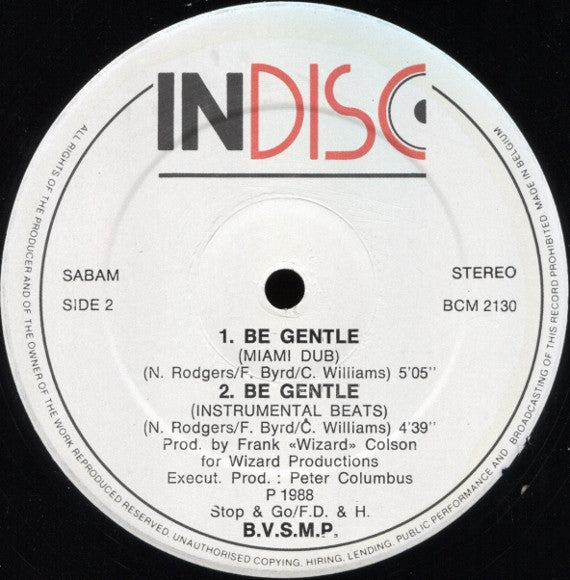 INDISC
SABAM
STEREO
SIDE 2
BCM 2130
1. BE GENTLE
(MIAMI DUB)
(N. Rodgers/F. Byrd/C. Williams) 5'05''
2. BE GENTLE
(INSTRUMENTAL BEATS)
(N. Rodgers/F. Byrd/C. Williams) 4'39''
Prod. by Frank «Wizard» Colson
for Wizard Productions
Execut. Prod. : Peter Columbus
P 1988
Stop & Go/F.D. & H.
B.V.S.M.P.
ALL RIGHTS OF THE PRODUCER AND OF THE OWNER OF THE WORK REPRODUCED RESERVED. UNAUTHORISED COPYING. HIRING, LENDING, PUBLIC PERFORMANCE AND BROADCASTING OF THIS RECORD PROHIBITED MADE IN BELGIUM